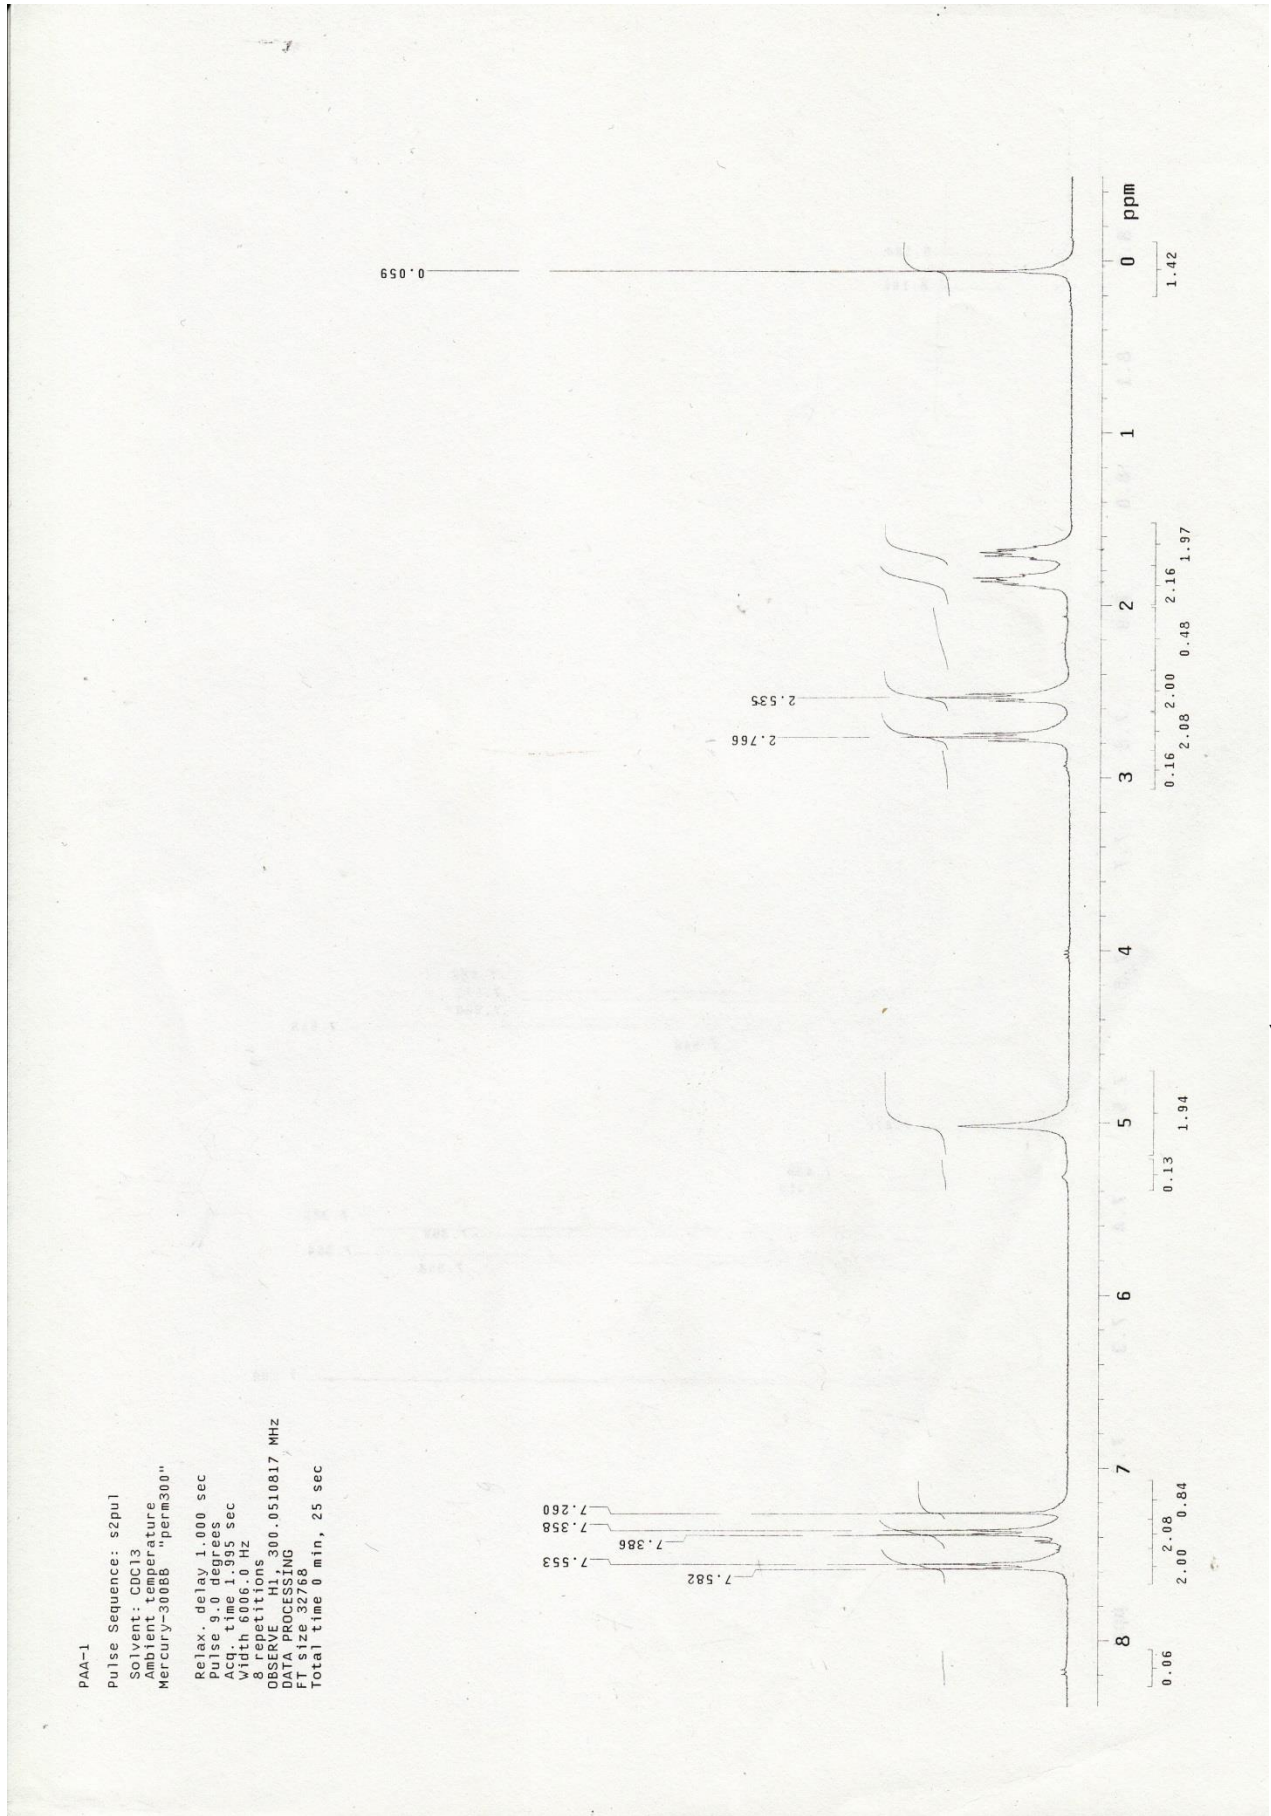 PAA-1
Pulse Sequence: s2pul
Solvent: CDCl3
Ambient temperature
Mercury-300BB "perm300"
Relax. delay 1.000 sec
Pulse 9.0 degrees
Acq. time 1.995 sec
Width 6006.0 Hz
8 repetitions
OBSERVE H1, 300.0510817 MHz
DATA PROCESSING
FT size 32768
Total time 0 min, 25 sec
7.582
7.553
7.386
7.358
7.260
2.766
2.535
0.059
8 7 6 5 4 3 2 1 0 ppm
0.06 2.00 2.08 0.84 0.13 1.94 0.16 2.08 2.00 0.48 2.16 1.97 1.42